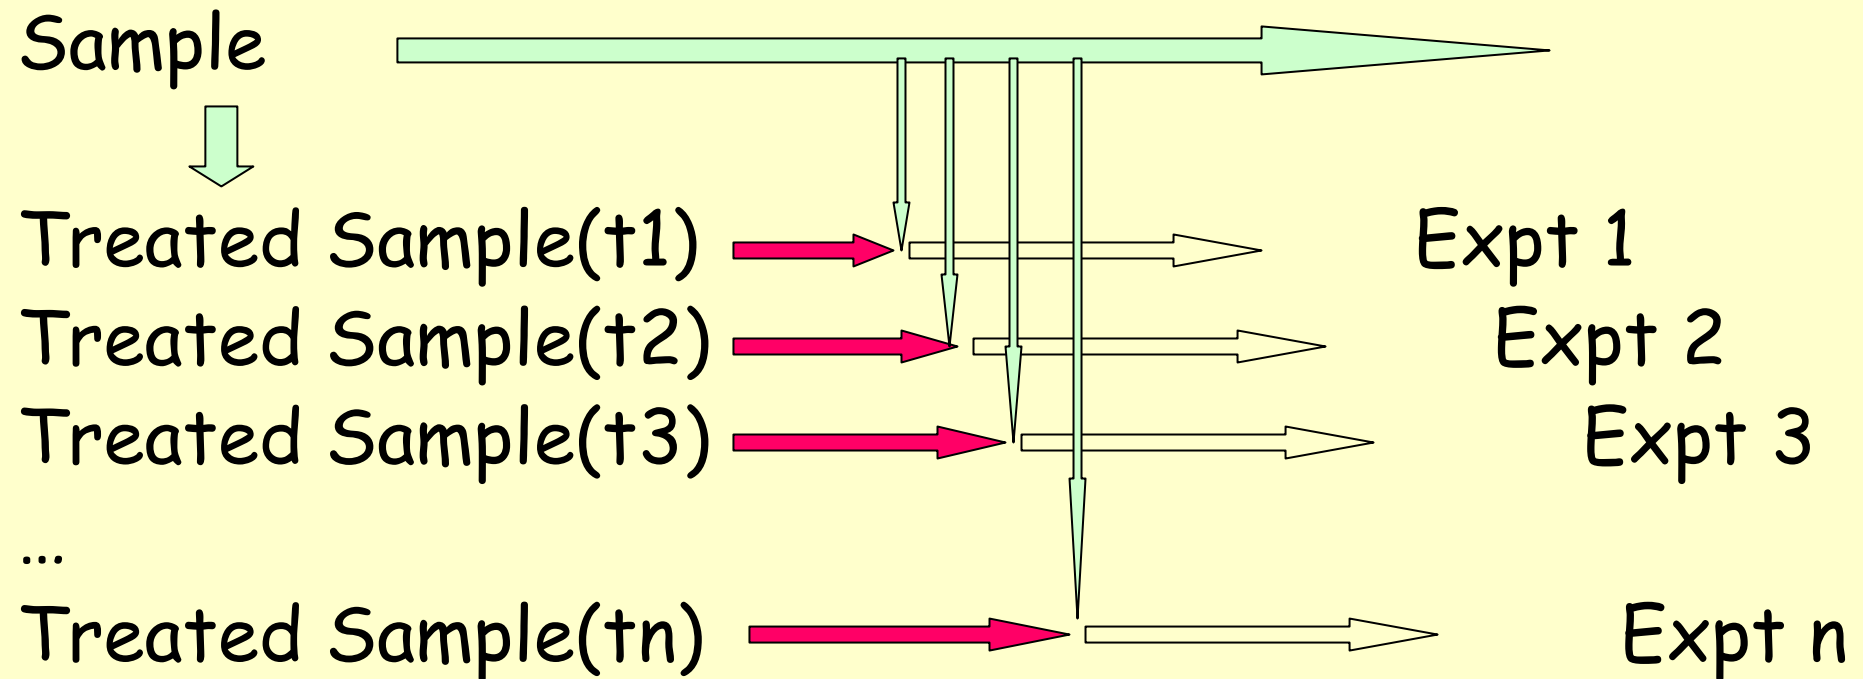 Sample
Treated Sample(t1) Expt 1
Treated Sample(t2) Expt 2
Treated Sample(t3) Expt 3
...
Treated Sample(tn) Expt n